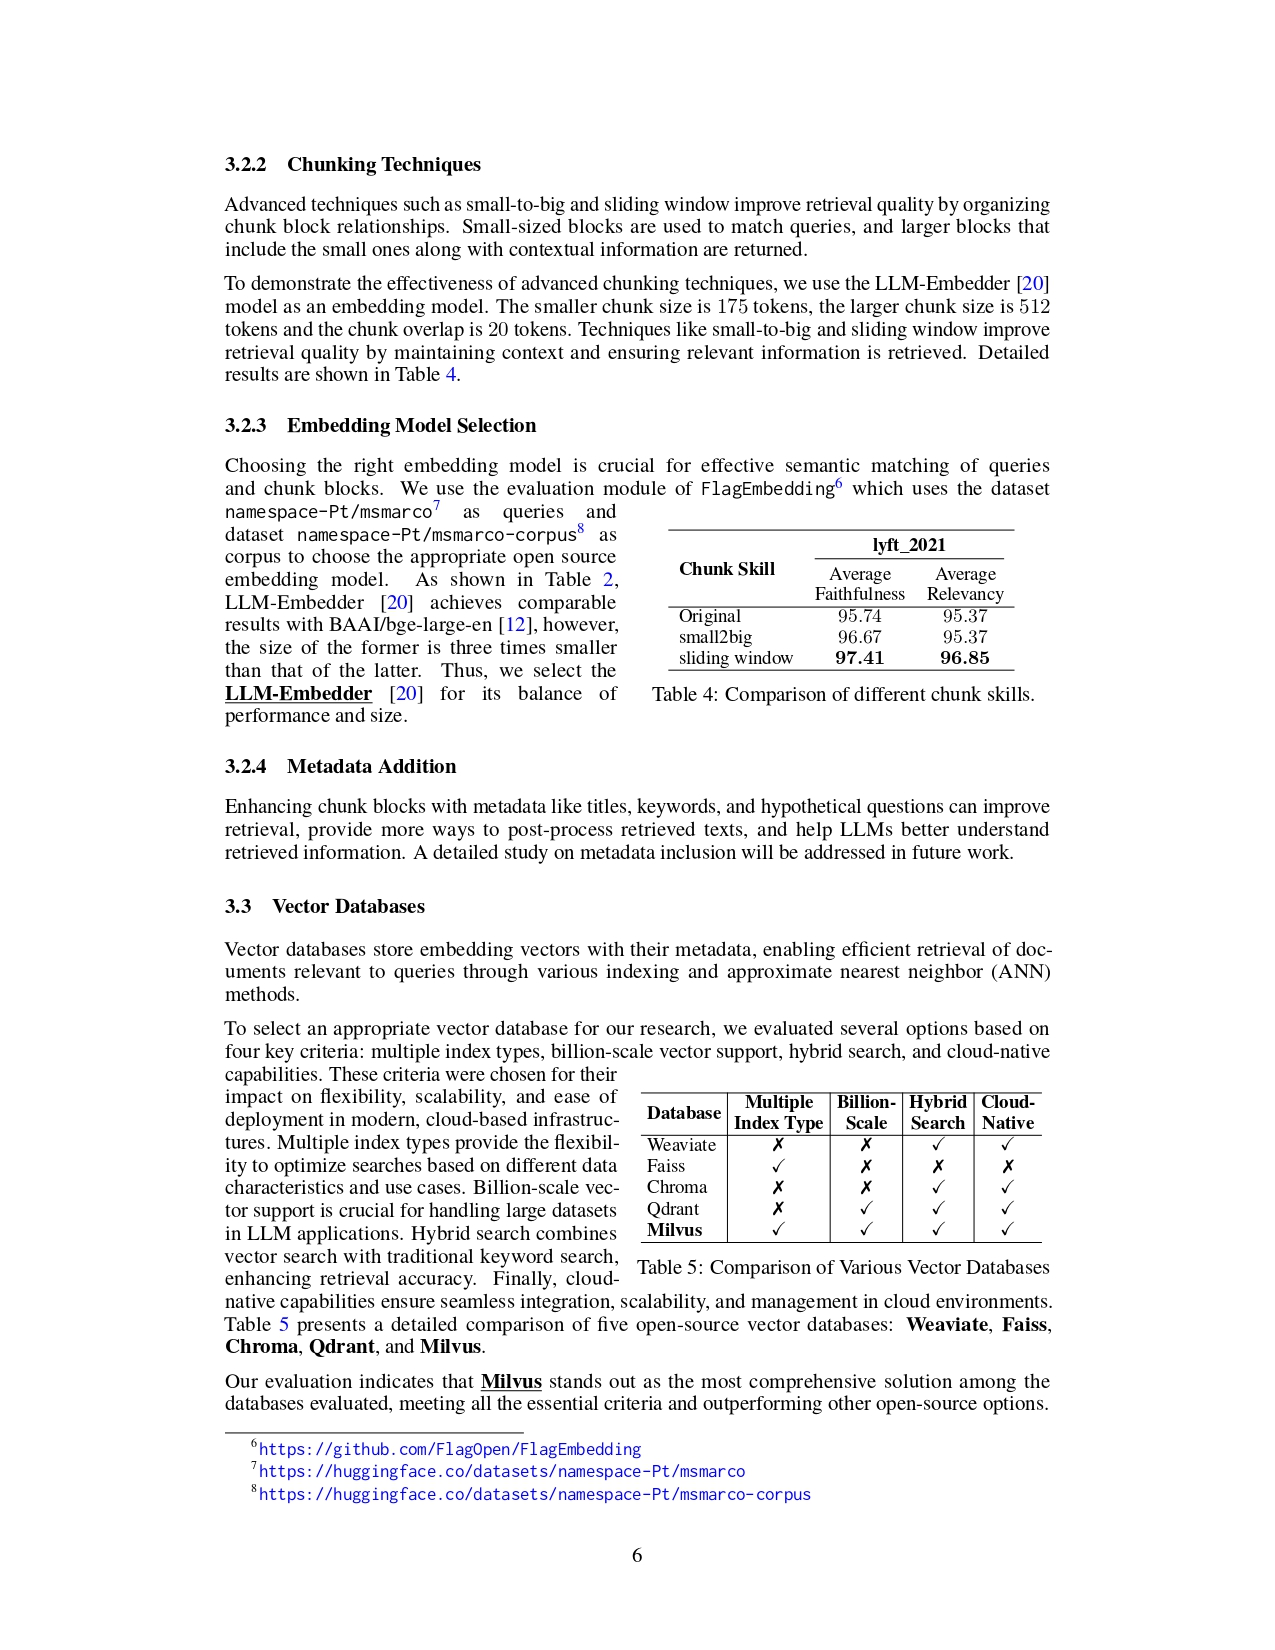 3.2.2 Chunking Techniques
Advanced techniques such as small-to-big and sliding window improve retrieval quality by organizing
chunk block relationships. Small-sized blocks are used to match queries, and larger blocks that
include the small ones along with contextual information are returned.
To demonstrate the effectiveness of advanced chunking techniques, we use the LLM-Embedder [20]
model as an embedding model. The smaller chunk size is 175 tokens, the larger chunk size is 512
tokens and the chunk overlap is 20 tokens. Techniques like small-to-big and sliding window improve
retrieval quality by maintaining context and ensuring relevant information is retrieved. Detailed
results are shown in Table 4.
3.2.3 Embedding Model Selection
Choosing the right embedding model is crucial for effective semantic matching of queries
and chunk blocks. We use the evaluation module of FlagEmbedding6 which uses the dataset
namespace-Pt/msmarco7 as queries and
dataset namespace-Pt/msmarco-corpus8 as
corpus to choose the appropriate open source
embedding model. As shown in Table 2,
LLM-Embedder [20] achieves comparable
results with BAAI/bge-large-en [12], however,
the size of the former is three times smaller
than that of the latter. Thus, we select the
LLM-Embedder [20] for its balance of
performance and size.
lyft_2021
Chunk Skill Average Average
Faithfulness Relevancy
Original 95.74 95.37
small2big 96.67 95.37
sliding window 97.41 96.85
Table 4: Comparison of different chunk skills.
3.2.4 Metadata Addition
Enhancing chunk blocks with metadata like titles, keywords, and hypothetical questions can improve
retrieval, provide more ways to post-process retrieved texts, and help LLMs better understand
retrieved information. A detailed study on metadata inclusion will be addressed in future work.
3.3 Vector Databases
Vector databases store embedding vectors with their metadata, enabling efficient retrieval of doc-
uments relevant to queries through various indexing and approximate nearest neighbor (ANN)
methods.
To select an appropriate vector database for our research, we evaluated several options based on
four key criteria: multiple index types, billion-scale vector support, hybrid search, and cloud-native
capabilities. These criteria were chosen for their
impact on flexibility, scalability, and ease of
deployment in modern, cloud-based infrastruc-
tures. Multiple index types provide the flexibil-
ity to optimize searches based on different data
characteristics and use cases. Billion-scale vec-
tor support is crucial for handling large datasets
in LLM applications. Hybrid search combines
vector search with traditional keyword search,
enhancing retrieval accuracy. Finally, cloud-
native capabilities ensure seamless integration, scalability, and management in cloud environments.
Table 5 presents a detailed comparison of five open-source vector databases: Weaviate, Faiss,
Chroma, Qdrant, and Milvus.
Database Multiple Billion- Hybrid Cloud-
Index Type Scale Search Native
Weaviate ✗ ✗ ✓ ✓
Faiss ✓ ✗ ✗ ✗
Chroma ✗ ✗ ✓ ✓
Qdrant ✗ ✓ ✓ ✓
Milvus ✓ ✓ ✓ ✓
Table 5: Comparison of Various Vector Databases
Our evaluation indicates that Milvus stands out as the most comprehensive solution among the
databases evaluated, meeting all the essential criteria and outperforming other open-source options.
6https://github.com/FlagOpen/FlagEmbedding
7https://huggingface.co/datasets/namespace-Pt/msmarco
8https://huggingface.co/datasets/namespace-Pt/msmarco-corpus
6